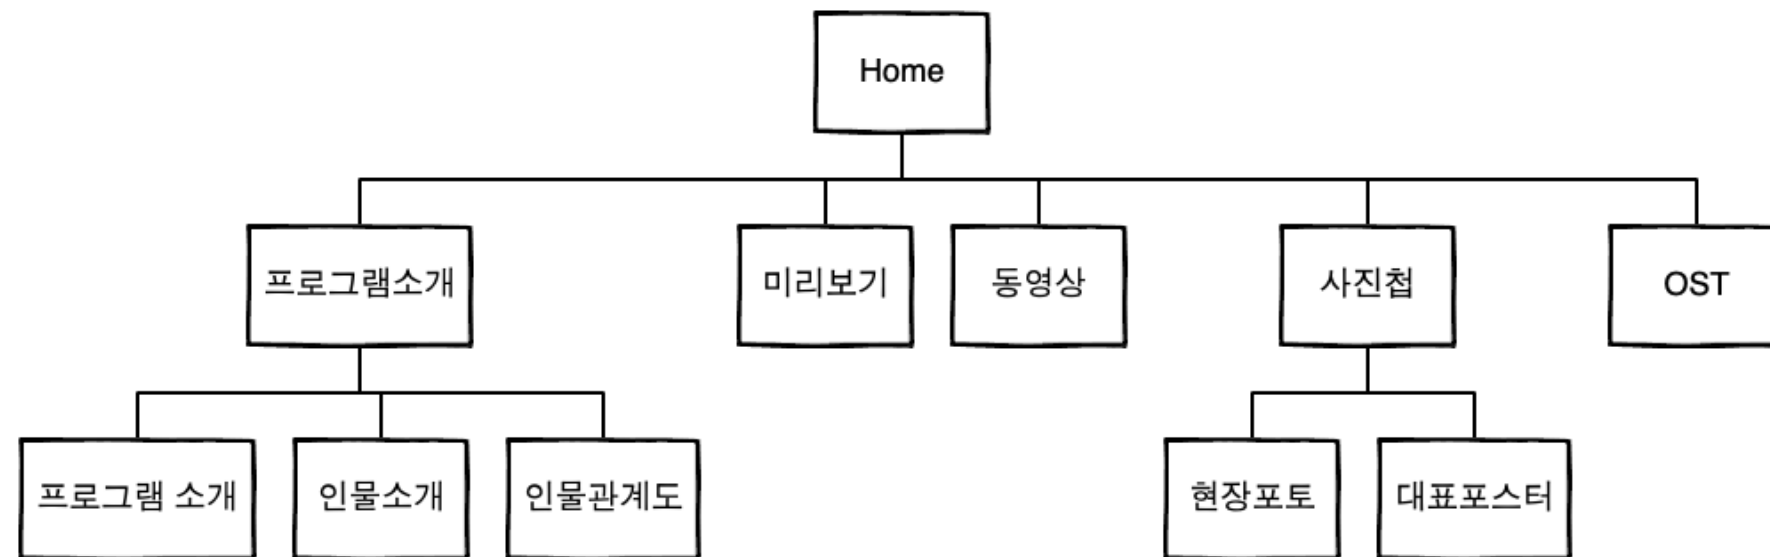 Home
프로그램소개
미리보기
동영상
사진첩
OST
프로그램 소개
인물소개
인물관계도
현장포토
대표포스터